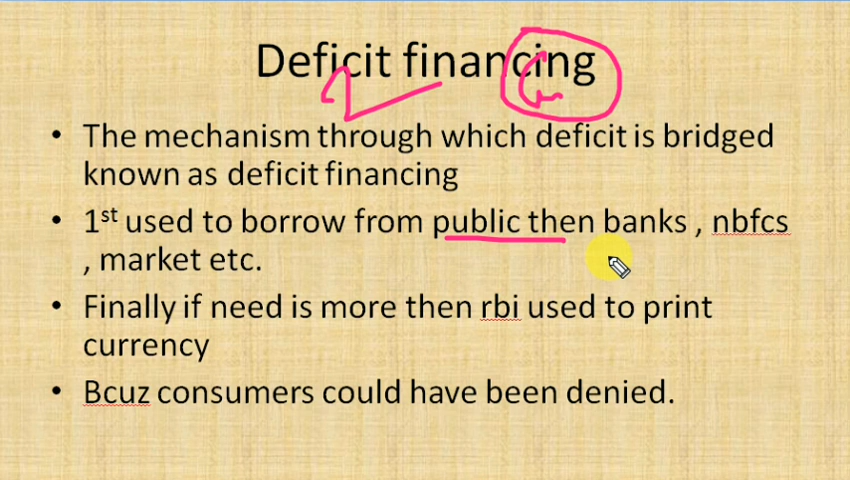 Deficit financing
• The mechanism through which deficit is bridged
known as deficit financing
• 1st used to borrow from public then banks , nbfcs
, market etc.
• Finally if need is more then rbi used to print
currency
• Bcuz consumers could have been denied.